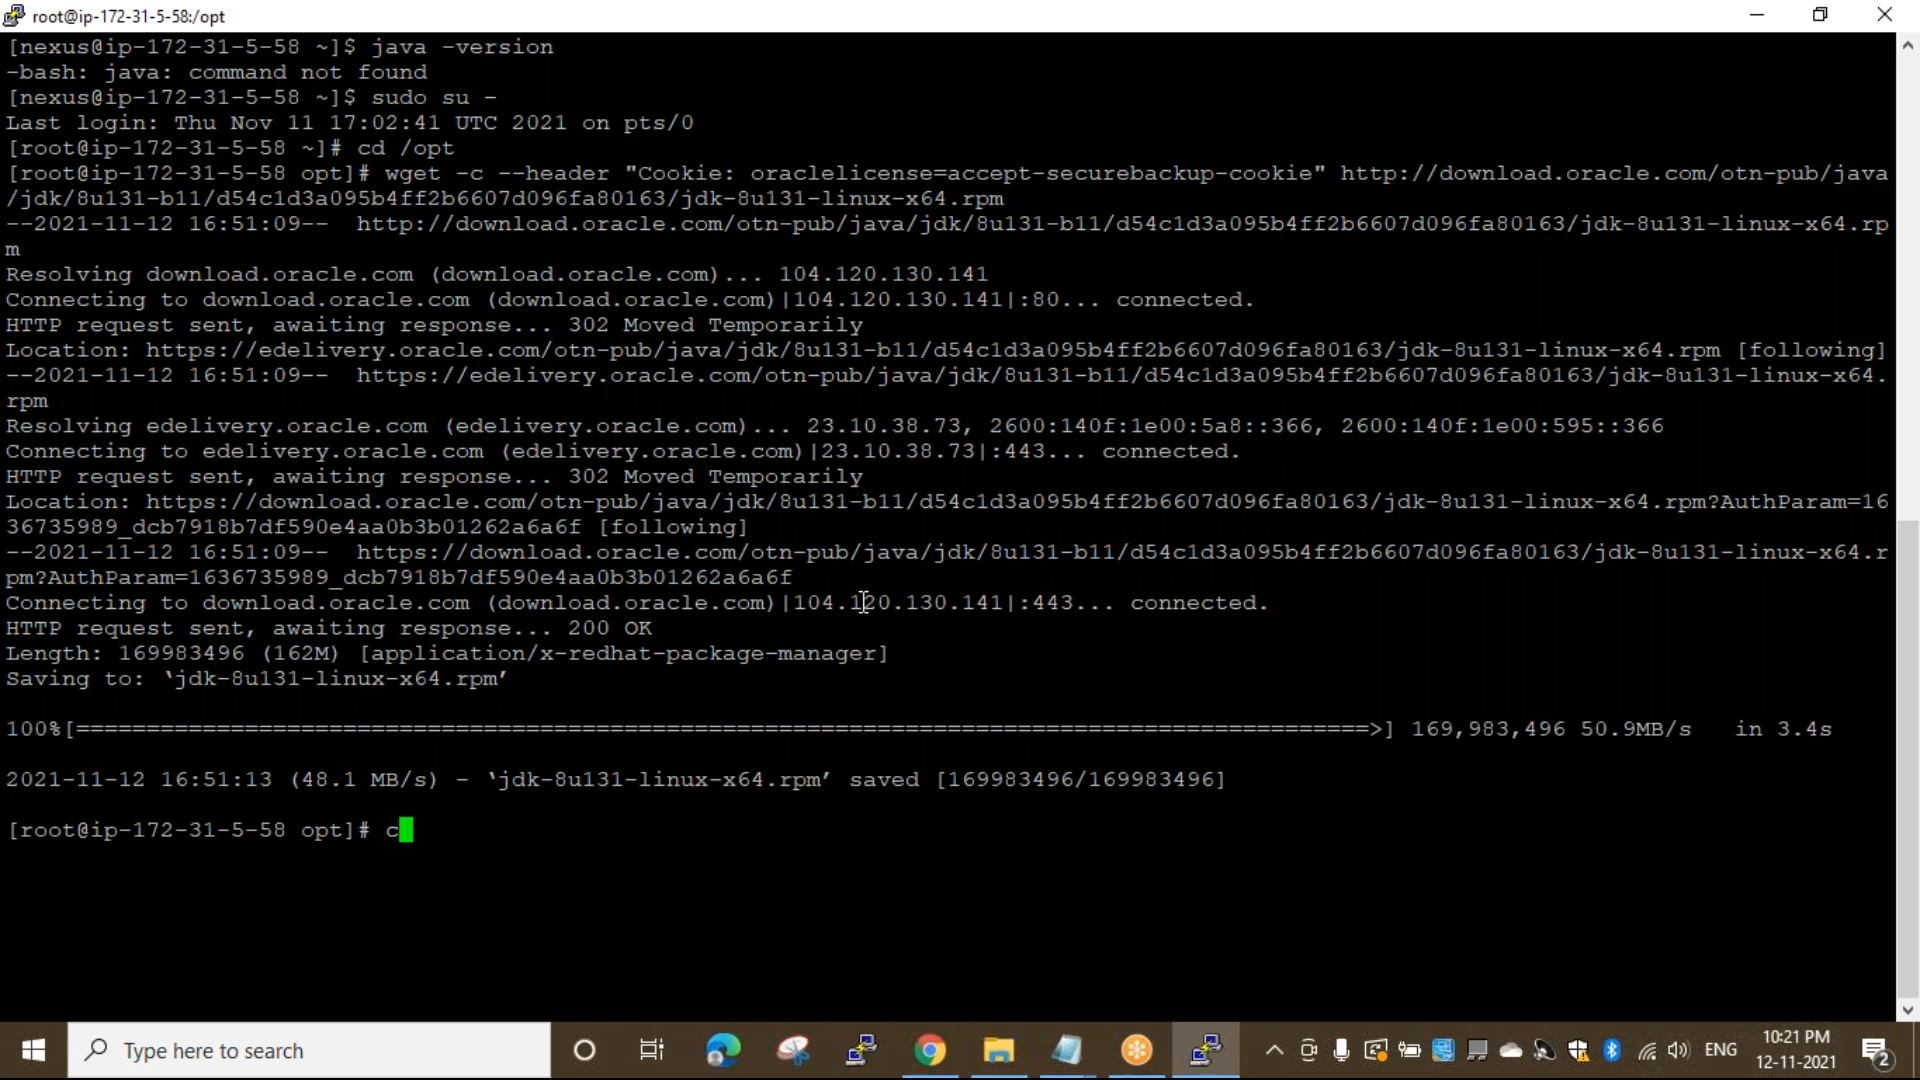 root@ip-172-31-5-58:/opt
[nexus@ip-172-31-5-58 ~]$ java -version
-bash: java: command not found
[nexus@ip-172-31-5-58 ~]$ sudo su -
Last login: Thu Nov 11 17:02:41 UTC 2021 on pts/0
[root@ip-172-31-5-58 ~]# cd /opt
[root@ip-172-31-5-58 opt]# wget -c --header "Cookie: oraclelicense=accept-securebackup-cookie" http://download.oracle.com/otn-pub/java
/jdk/8u131-b11/d54c1d3a095b4ff2b6607d096fa80163/jdk-8u131-linux-x64.rpm
--2021-11-12 16:51:09--  http://download.oracle.com/otn-pub/java/jdk/8u131-b11/d54c1d3a095b4ff2b6607d096fa80163/jdk-8u131-linux-x64.rp
m
Resolving download.oracle.com (download.oracle.com)... 104.120.130.141
Connecting to download.oracle.com (download.oracle.com)|104.120.130.141|:80... connected.
HTTP request sent, awaiting response... 302 Moved Temporarily
Location: https://edelivery.oracle.com/otn-pub/java/jdk/8u131-b11/d54c1d3a095b4ff2b6607d096fa80163/jdk-8u131-linux-x64.rpm [following]
--2021-11-12 16:51:09--  https://edelivery.oracle.com/otn-pub/java/jdk/8u131-b11/d54c1d3a095b4ff2b6607d096fa80163/jdk-8u131-linux-x64.
rpm
Resolving edelivery.oracle.com (edelivery.oracle.com)... 23.10.38.73, 2600:140f:1e00:5a8::366, 2600:140f:1e00:595::366
Connecting to edelivery.oracle.com (edelivery.oracle.com)|23.10.38.73|:443... connected.
HTTP request sent, awaiting response... 302 Moved Temporarily
Location: https://download.oracle.com/otn-pub/java/jdk/8u131-b11/d54c1d3a095b4ff2b6607d096fa80163/jdk-8u131-linux-x64.rpm?AuthParam=16
36735989_dcb7918b7df590e4aa0b3b01262a6a6f [following]
--2021-11-12 16:51:09--  https://download.oracle.com/otn-pub/java/jdk/8u131-b11/d54c1d3a095b4ff2b6607d096fa80163/jdk-8u131-linux-x64.r
pm?AuthParam=1636735989_dcb7918b7df590e4aa0b3b01262a6a6f
Connecting to download.oracle.com (download.oracle.com)|104.120.130.141|:443... connected.
HTTP request sent, awaiting response... 200 OK
Length: 169983496 (162M) [application/x-redhat-package-manager]
Saving to: ‘jdk-8u131-linux-x64.rpm’
100%[============================================================================================>] 169,983,496 50.9MB/s   in 3.4s
2021-11-12 16:51:13 (48.1 MB/s) - ‘jdk-8u131-linux-x64.rpm’ saved [169983496/169983496]
[root@ip-172-31-5-58 opt]# c
Type here to search
ENG
10:21 PM
12-11-2021
2